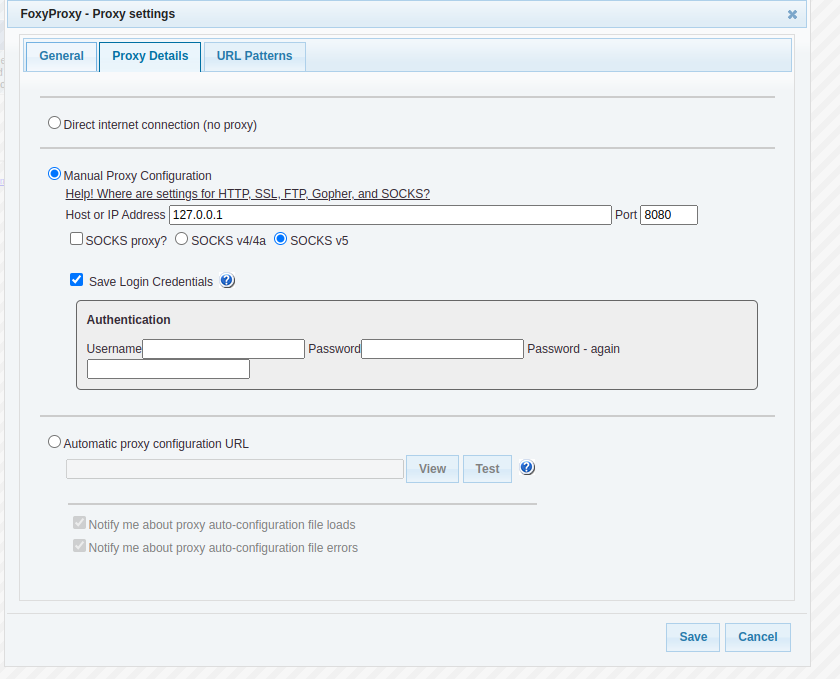 FoxyProxy - Proxy settings
General Proxy Details URL Patterns
Direct internet connection (no proxy)
Manual Proxy Configuration
Help! Where are settings for HTTP, SSL, FTP, Gopher, and SOCKS?
Host or IP Address 127.0.0.1 Port 8080
SOCKS proxy? SOCKS v4/4a SOCKS v5
Save Login Credentials ?
Authentication
Username Password Password - again
Automatic proxy configuration URL
View Test ?
Notify me about proxy auto-configuration file loads
Notify me about proxy auto-configuration file errors
Save Cancel